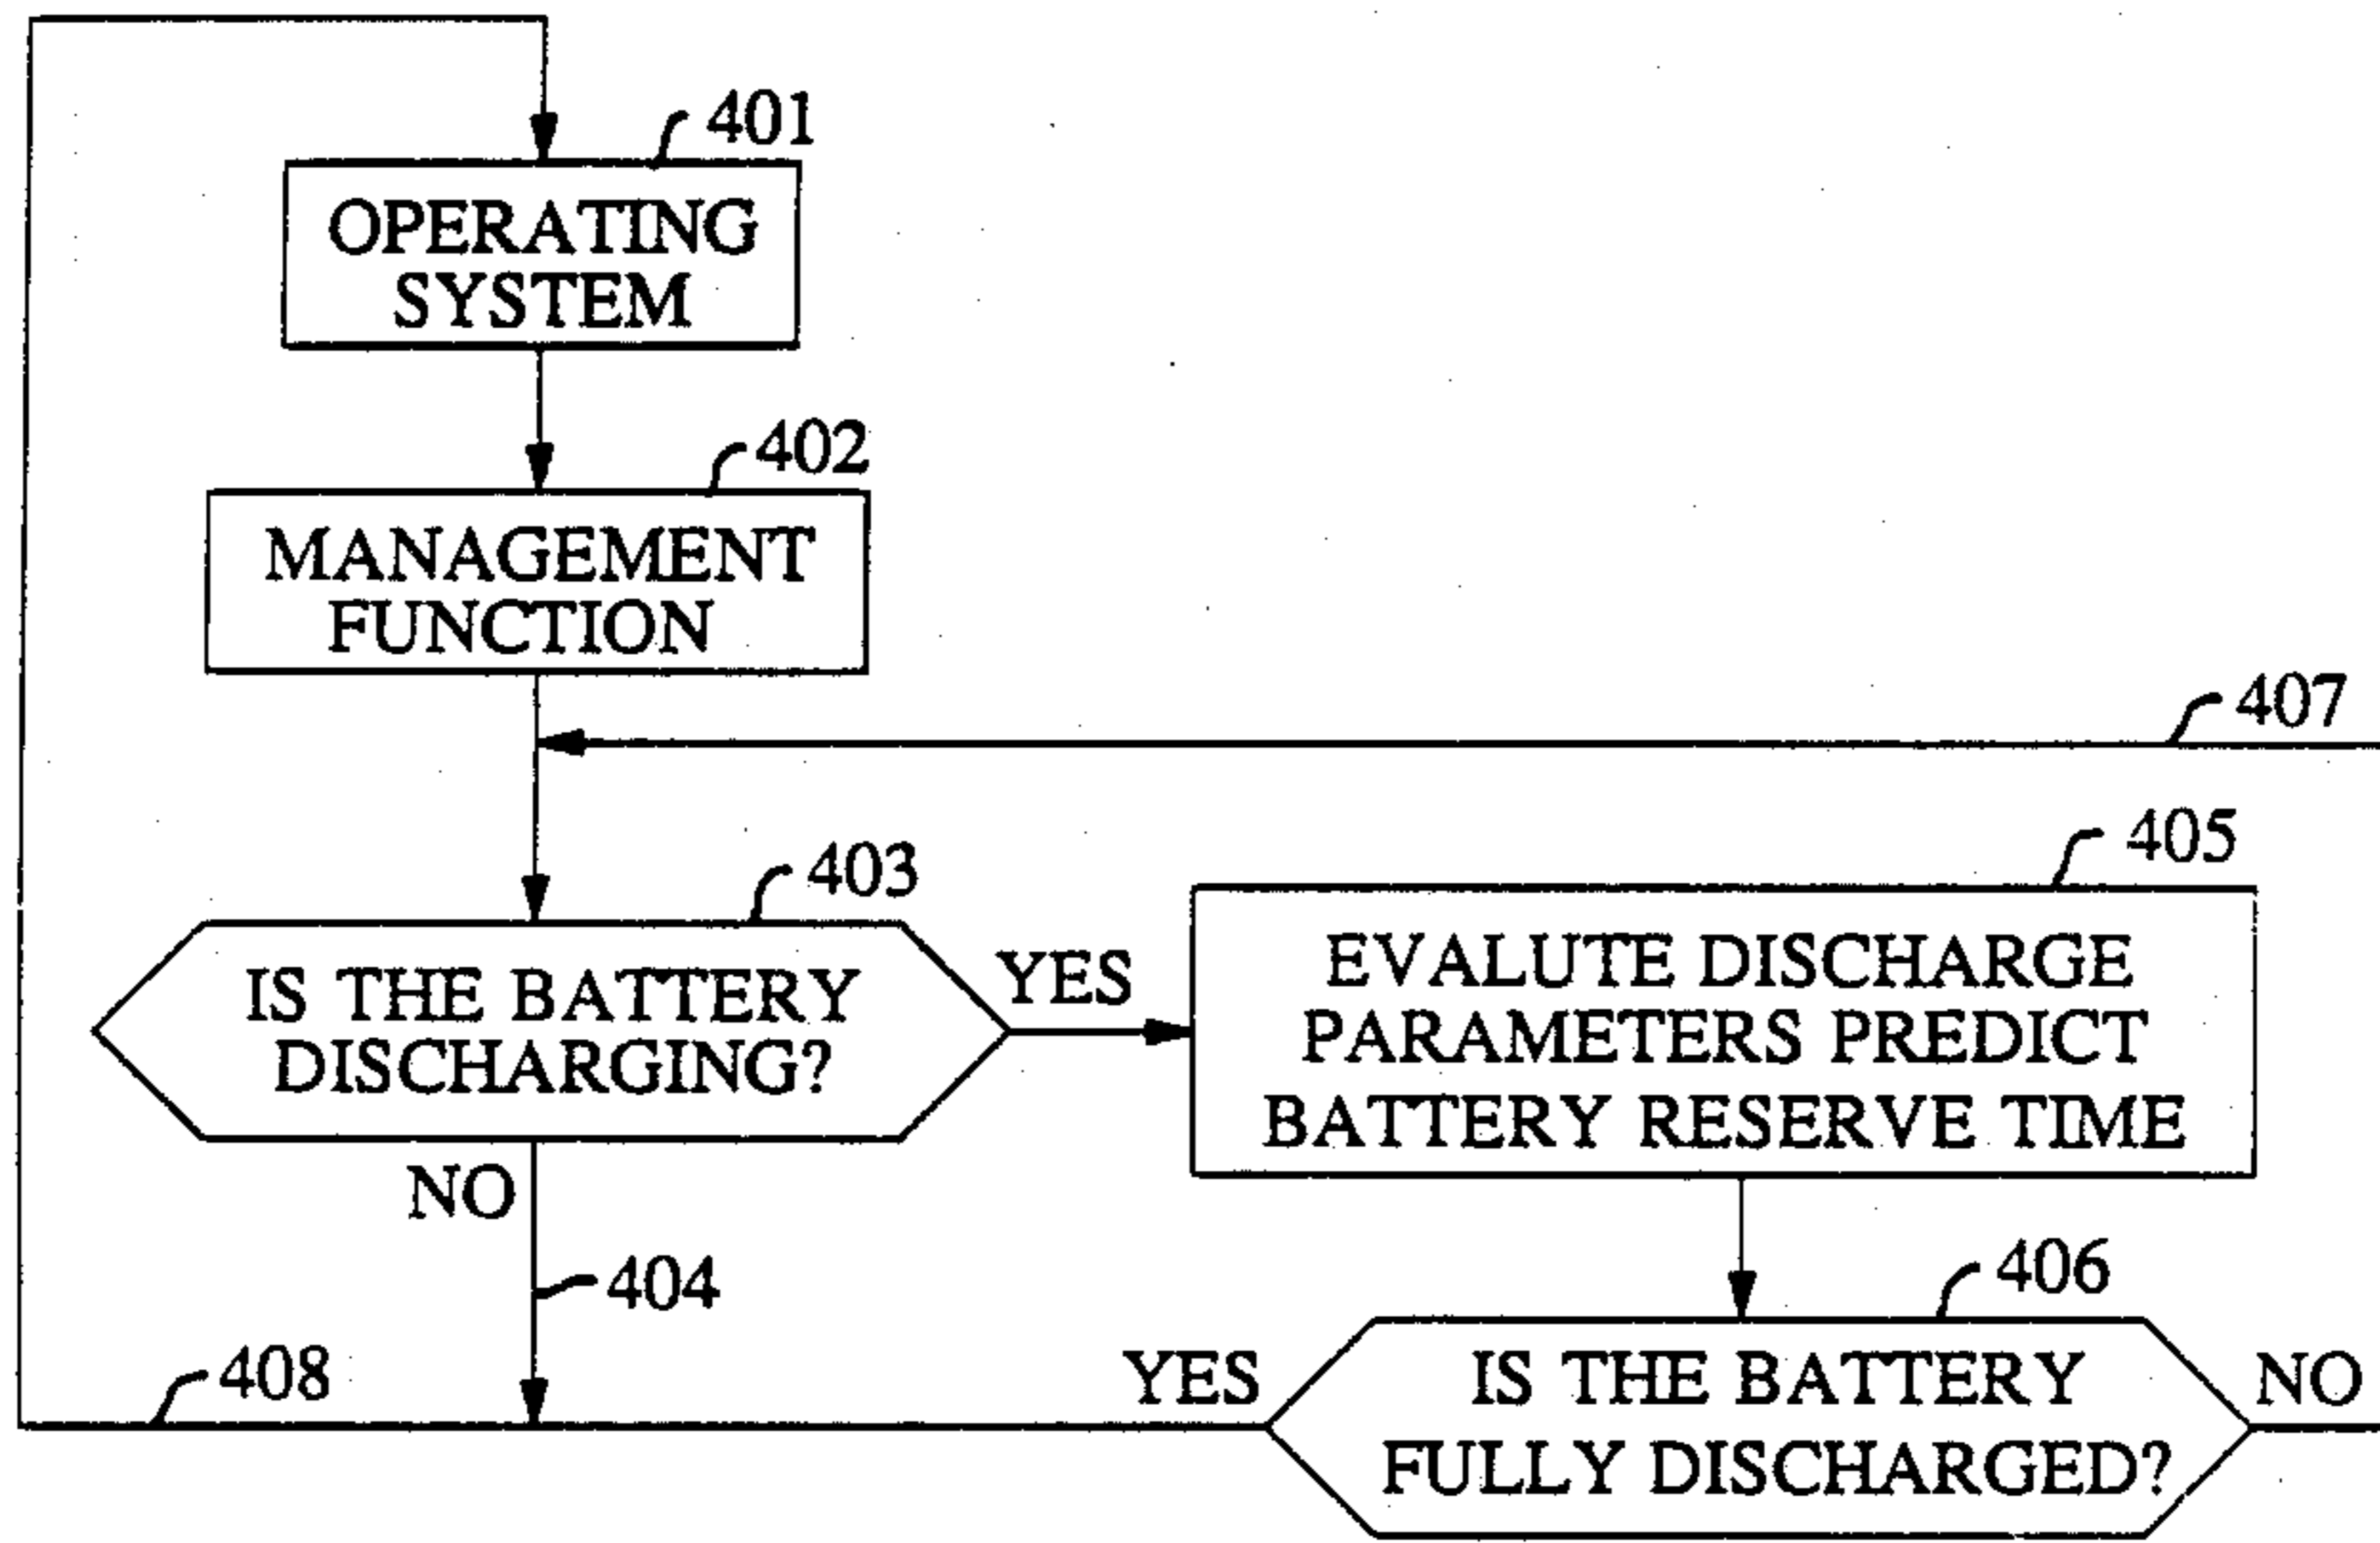 401
OPERATING
SYSTEM
402
MANAGEMENT
FUNCTION
407
403
IS THE BATTERY
DISCHARGING?
YES
405
EVALUTE DISCHARGE
PARAMETERS PREDICT
BATTERY RESERVE TIME
NO
404
406
408
YES
IS THE BATTERY
FULLY DISCHARGED?
NO